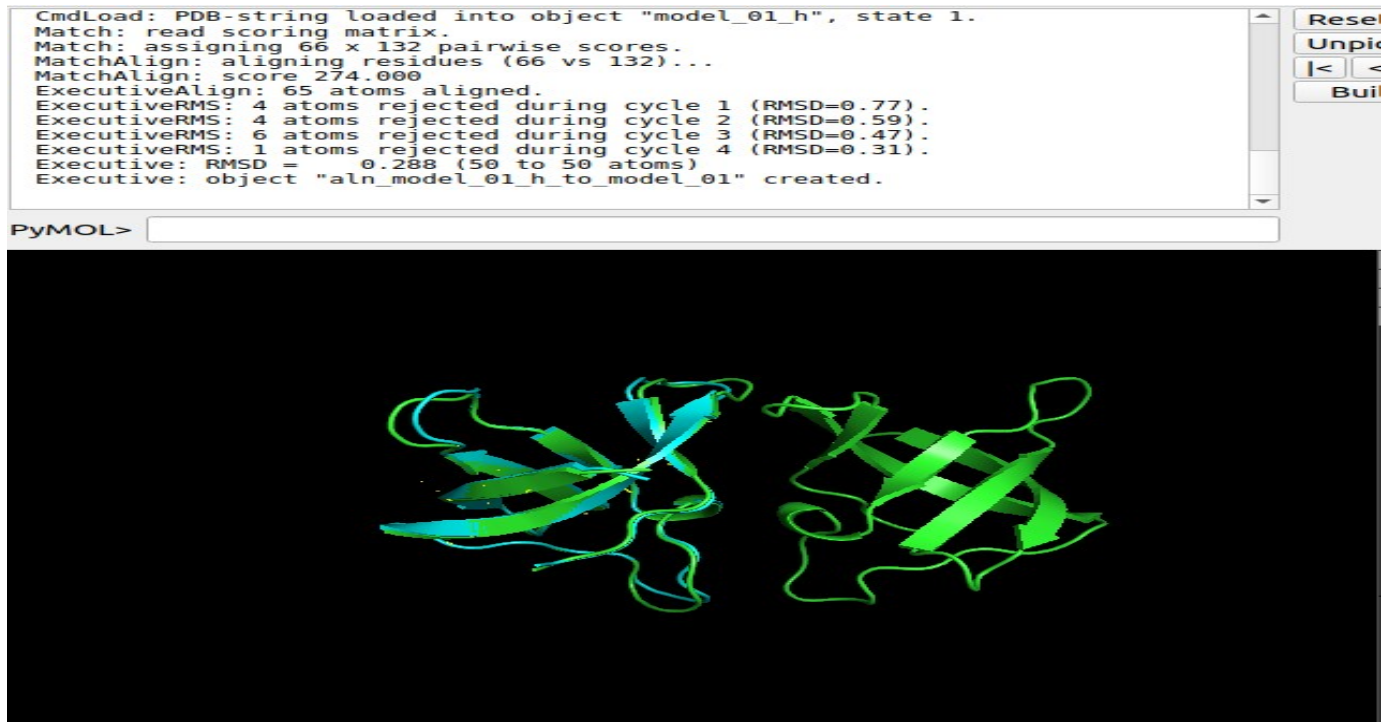 CmdLoad: PDB-string loaded into object "model_01_h", state 1.
Match: read scoring matrix.
Match: assigning 66 x 132 pairwise scores.
MatchAlign: aligning residues (66 vs 132)...
MatchAlign: score 274.000
ExecutiveAlign: 65 atoms aligned.
ExecutiveRMS: 4 atoms rejected during cycle 1 (RMSD=0.77).
ExecutiveRMS: 4 atoms rejected during cycle 2 (RMSD=0.59).
ExecutiveRMS: 6 atoms rejected during cycle 3 (RMSD=0.47).
ExecutiveRMS: 1 atoms rejected during cycle 4 (RMSD=0.31).
Executive: RMSD =    0.288 (50 to 50 atoms)
Executive: object "aln_model_01_h_to_model_01" created.
PyMOL>
Rese
Unpic
|< <
Buil